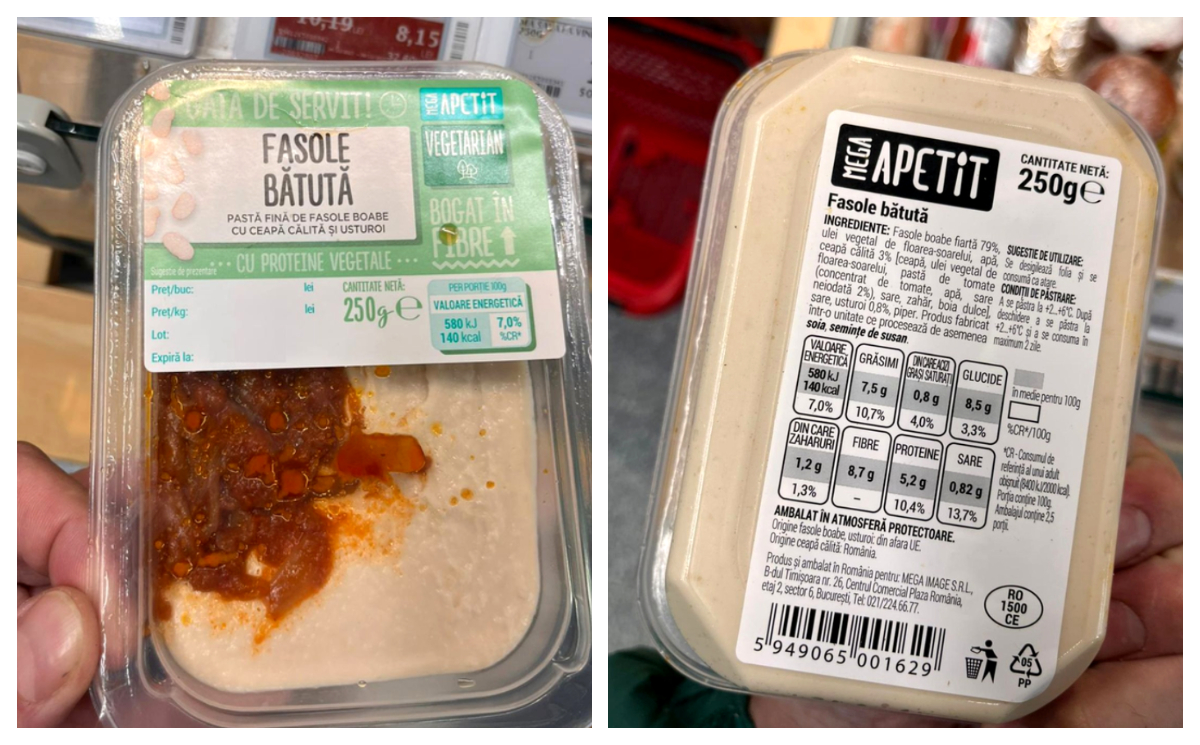 10,19
8,15
GATA DE SERVIT!
MEGA APETIT
VEGETARIAN
FASOLE
BĂTUTĂ
PASTĂ FINĂ DE FASOLE BOABE
CU CEAPĂ CĂLITĂ ȘI USTUROI
BOGAT ÎN
FIBRE
CU PROTEINE VEGETALE
Sugestie de prezentare
Preț/buc: lei
Preț/kg: lei
Lot:
Expiră la:
CANTITATE NETĂ:
250g e
PER PORȚIE 100g
VALOARE ENERGETICĂ
580 kJ
140 kcal
7,0%
%CR*
MEGA APETIT
CANTITATE NETĂ:
250g e
Fasole bătută
INGREDIENTE: Fasole boabe fiartă 79%,
ulei vegetal de floarea-soarelui, apă,
ceapă călită 3% [ceapă, ulei vegetal de
floarea-soarelui, pastă de tomate
(concentrat de tomate, apă, sare
neiodată 2%), sare, zahăr, boia dulce],
sare, usturoi 0,8%, piper. Produs fabricat
într-o unitate ce procesează de asemenea
soia, semințe de susan.
SUGESTIE DE UTILIZARE:
Se desigilează folia și se
consumă ca atare.
CONDIȚII DE PĂSTRARE:
A se păstra la +2...+6°C. După
deschidere a se păstra la
+2...+6°C și a se consuma în
maximum 2 zile.
VALOARE
ENERGETICĂ
580 kJ
140 kcal
7,0%
GRĂSIMI
7,5 g
10,7%
DIN CARE ACIZI
GRAȘI SATURAȚI
0,8 g
4,0%
GLUCIDE
8,5 g
3,3%
în medie pentru 100g
%CR*/100g
DIN CARE
ZAHARURI
1,2 g
1,3%
FIBRE
8,7 g
–
PROTEINE
5,2 g
10,4%
SARE
0,82 g
13,7%
*CR - Consumul de
referință al unui adult
obișnuit (8400 kJ/2000 kcal).
Porția conține 100g.
Ambalajul conține 2,5
porții.
AMBALAT ÎN ATMOSFERĂ PROTECTOARE.
Origine fasole boabe, usturoi: din afara UE.
Origine ceapă călită: România.
Produs și ambalat în România pentru: MEGA IMAGE S.R.L.,
B-dul Timișoara nr. 26, Centrul Comercial Plaza România,
etaj 2, sector 6, București, Tel: 021/224.66.77.
RO
1500
CE
5 949065 001629
05
PP